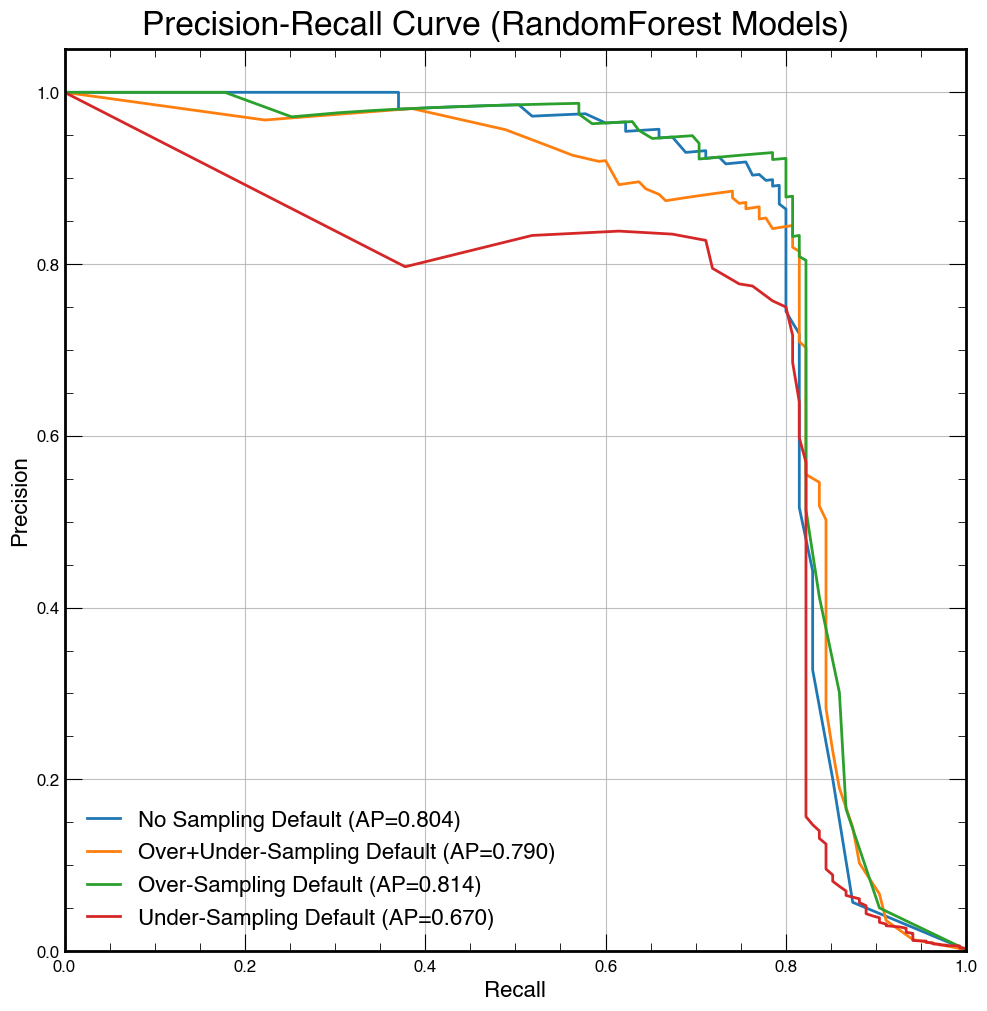 Precision-Recall Curve (RandomForest Models)
1.0
0.8
0.6
0.4
0.2
0.0
Precision
No Sampling Default (AP=0.804)
Over+Under-Sampling Default (AP=0.790)
Over-Sampling Default (AP=0.814)
Under-Sampling Default (AP=0.670)
0.0 0.2 0.4 0.6 0.8 1.0
Recall